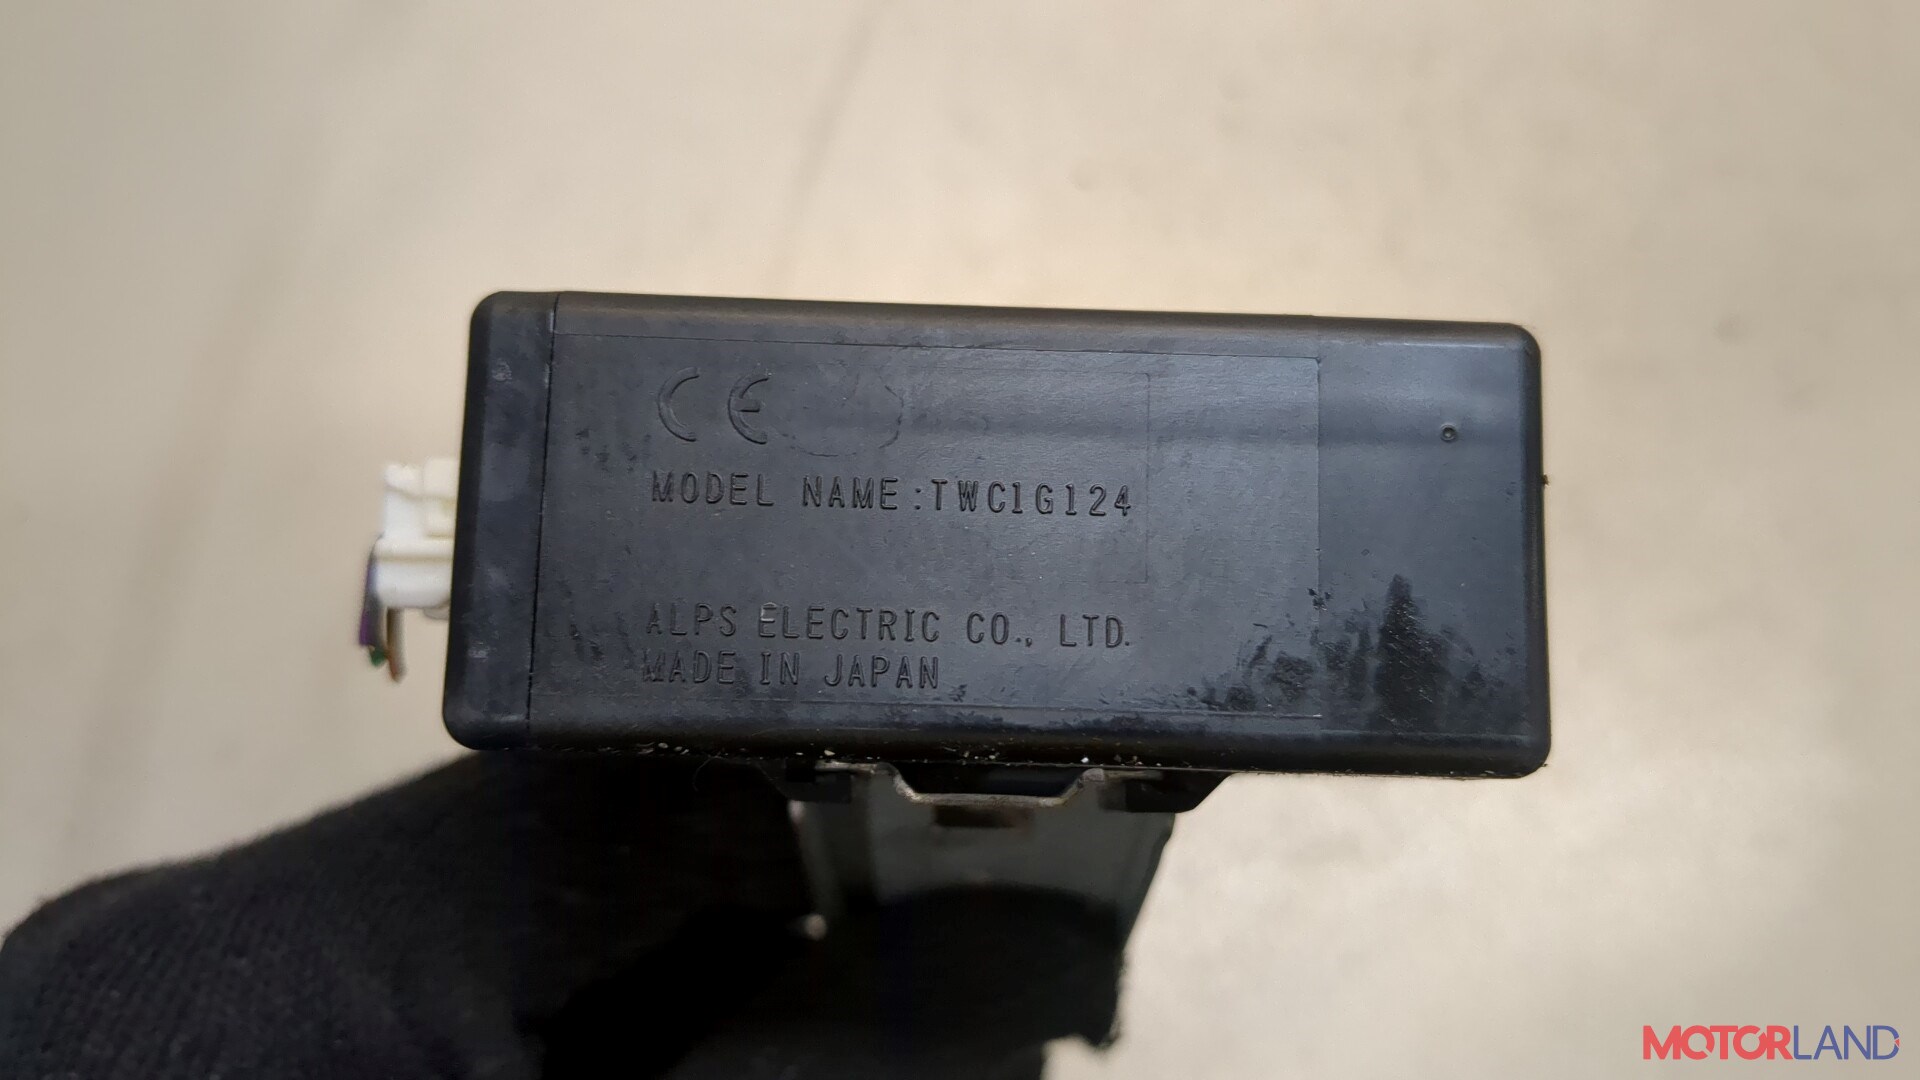 CE
MODEL NAME:TWC1G124
ALPS ELECTRIC CO., LTD.
MADE IN JAPAN
MOTORLAND